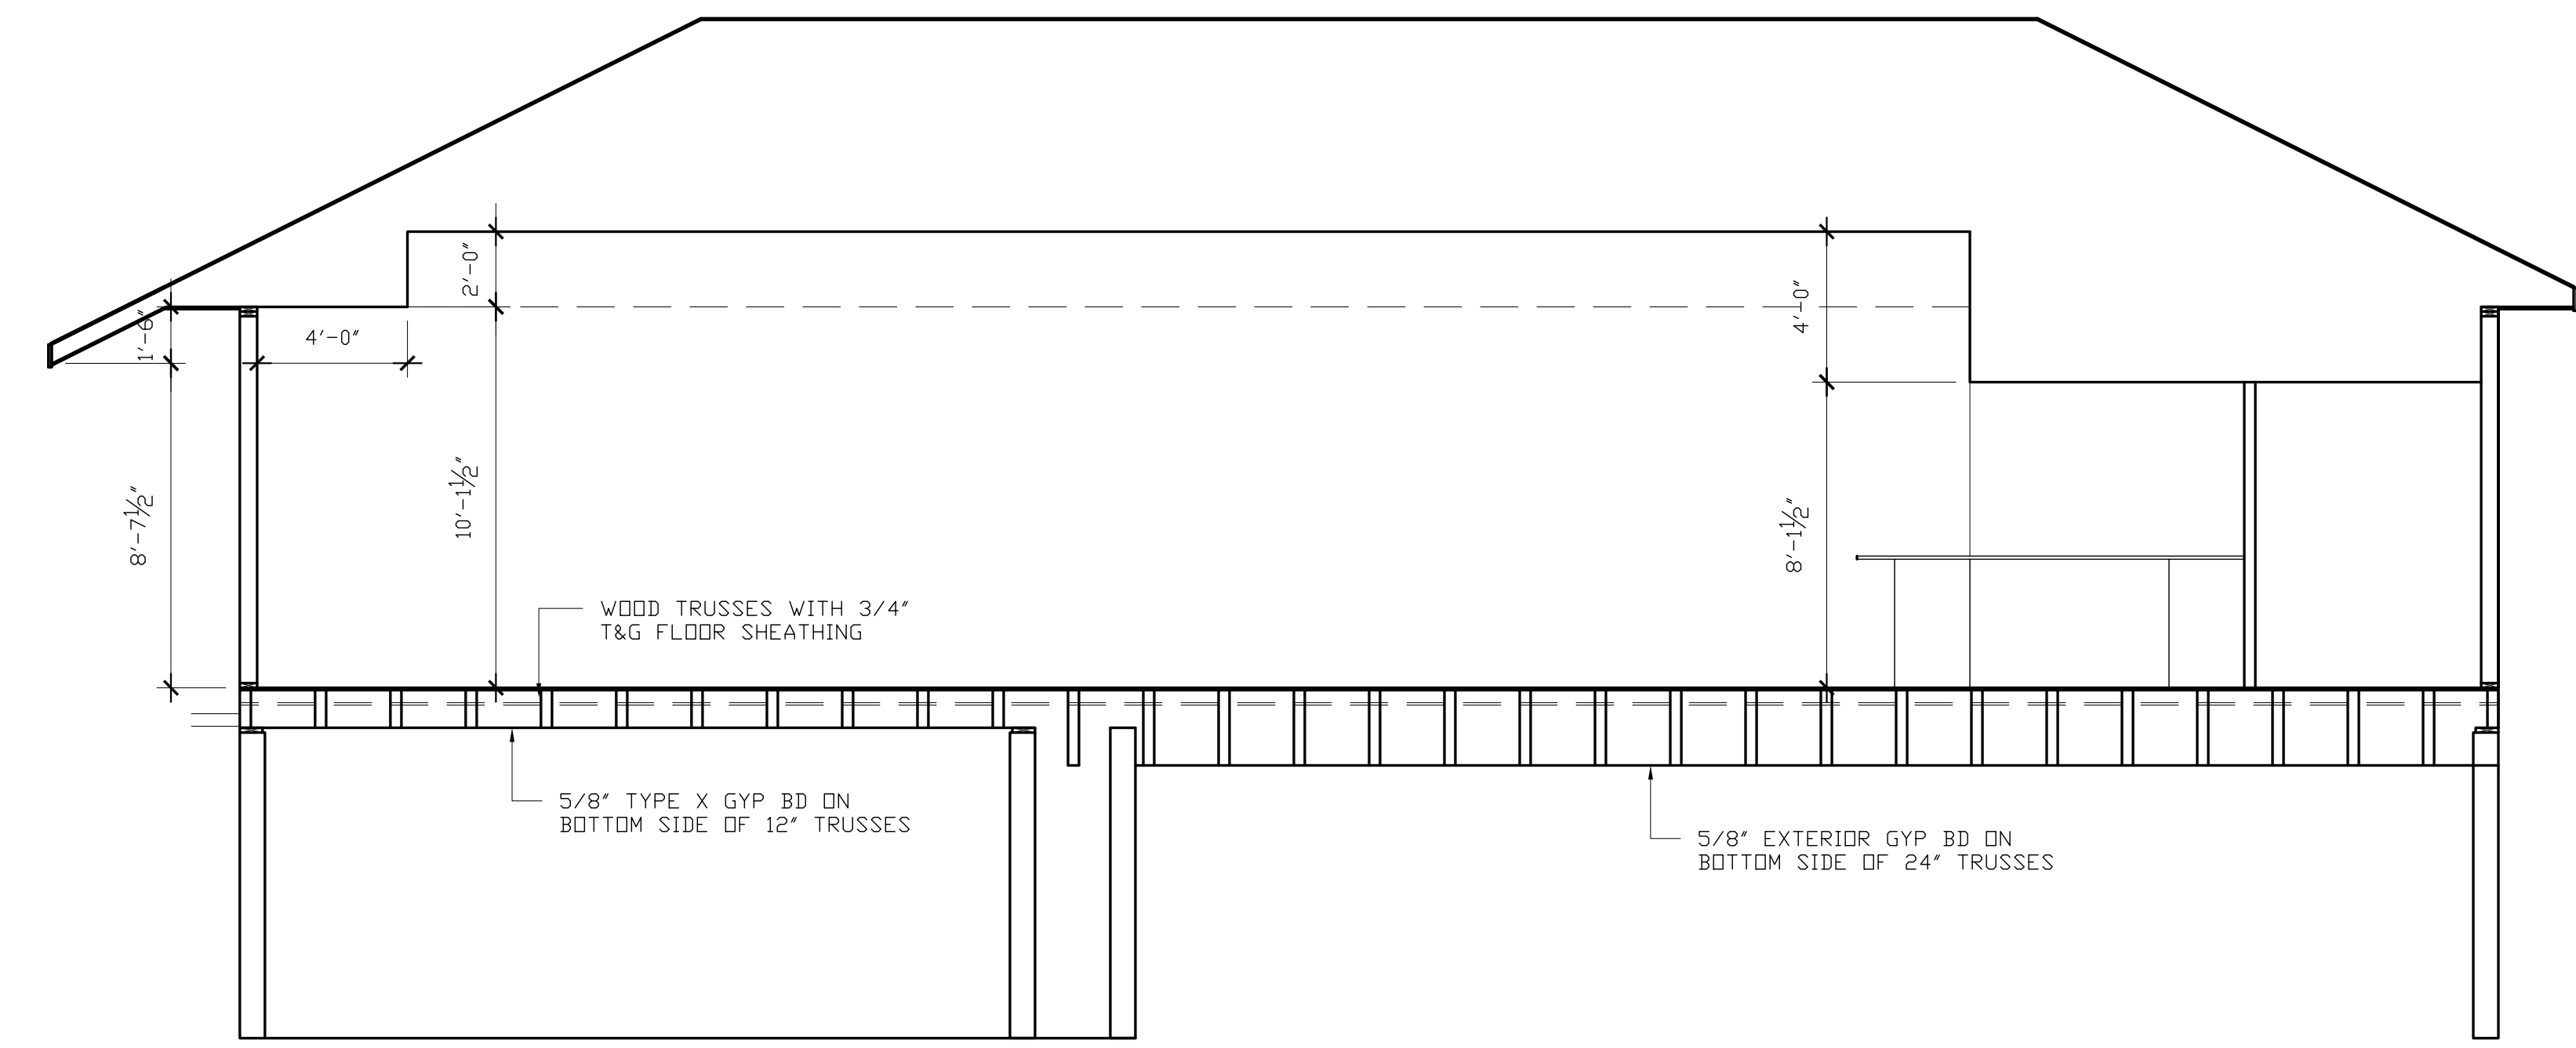 2'-0"
4'-0"
1'-6"
4'-0"
8'-7½"
10'-1½"
8'-1½"
WOOD TRUSSES WITH 3/4"
T&G FLOOR SHEATHING
5/8" TYPE X GYP BD ON
BOTTOM SIDE OF 12" TRUSSES
5/8" EXTERIOR GYP BD ON
BOTTOM SIDE OF 24" TRUSSES